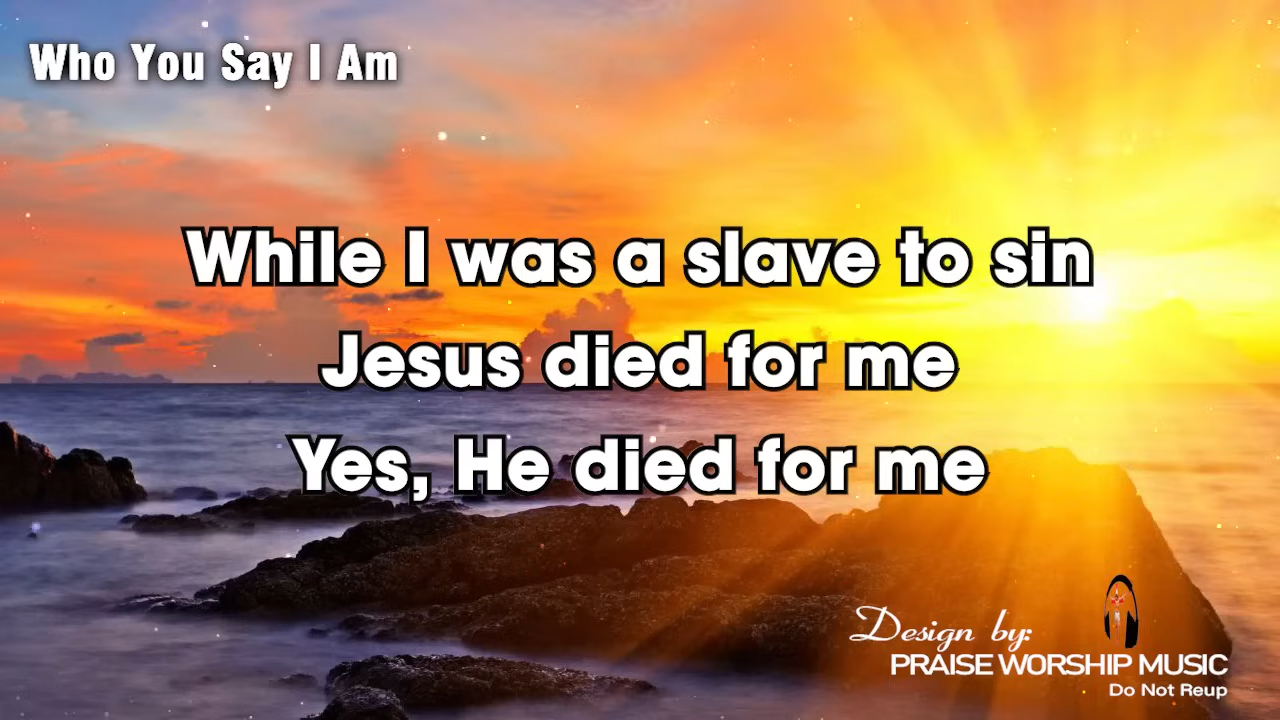 Who You Say I Am
While I was a slave to sin
Jesus died for me
Yes, He died for me
Design by:
PRAISE WORSHIP MUSIC
Do Not Reup